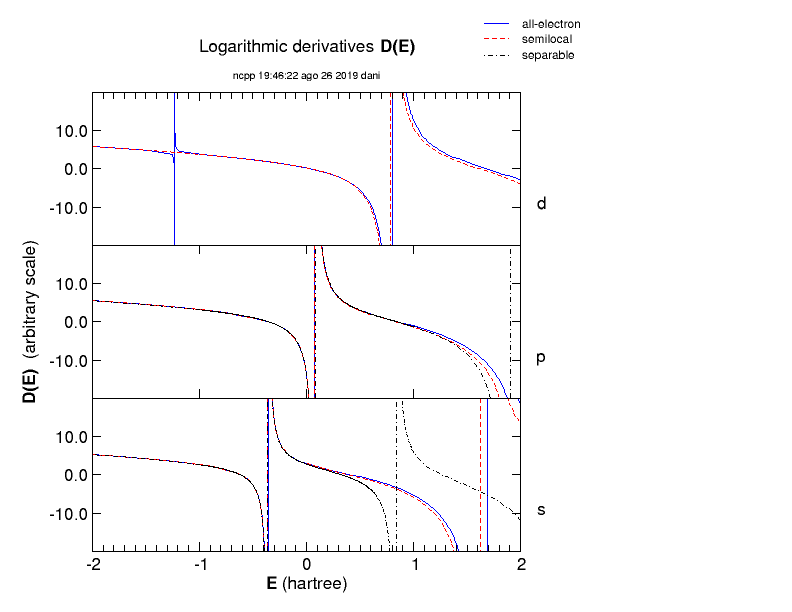 all-electron
semilocal
separable
Logarithmic derivatives D(E)
ncpp 19:46:22 ago 26 2019 dani
10.0
0.0
-10.0
d
10.0
0.0
-10.0
p
10.0
0.0
-10.0
s
D(E) (arbitrary scale)
-2 -1 0 1 2
E (hartree)